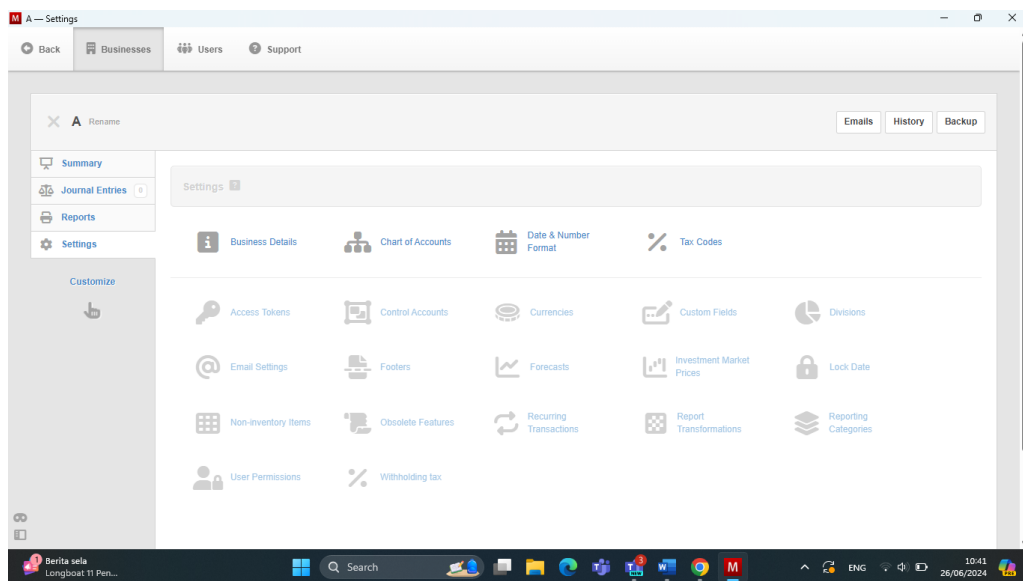 A — Settings
Back
Businesses
Users
Support
A Rename
Emails
History
Backup
Summary
Journal Entries 0
Reports
Settings
Customize
Settings
Business Details
Chart of Accounts
Date & Number
Format
Tax Codes
Access Tokens
Control Accounts
Currencies
Custom Fields
Divisions
Email Settings
Footers
Forecasts
Investment Market
Prices
Lock Date
Non-inventory Items
Obsolete Features
Recurring
Transactions
Report
Transformations
Reporting
Categories
User Permissions
Withholding tax
1
Berita sela
Longboat 11 Pen...
Search
3
M
ENG
10:41
26/06/2024